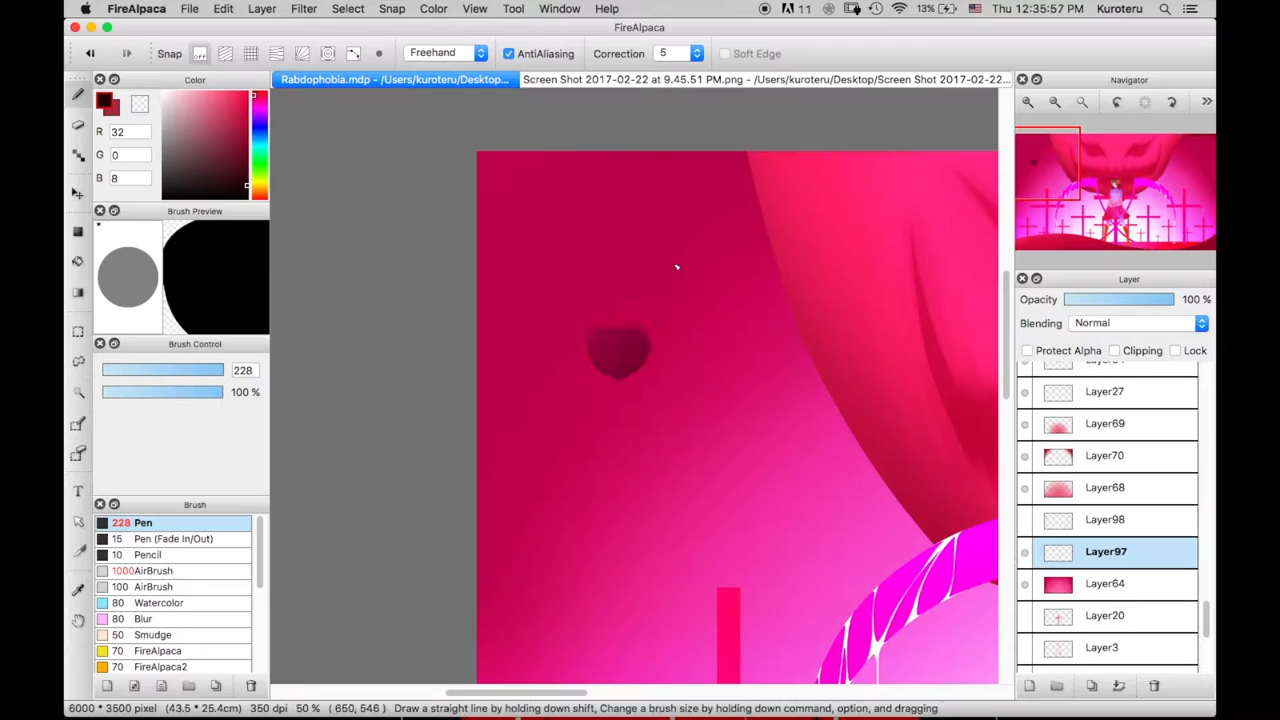 FireAlpaca File Edit Layer Filter Select Snap Color View Tool Window Help 11 13% Thu 12:35:57 Kuroteru
FireAlpaca
Snap off Freehand AntiAliasing Correction 5 Soft Edge
Color
Rabdophobia.mdp - /Users/kuroteru/Desktop... Screen Shot 2017-02-22 at 9.45.51 PM.png - /Users/kuroteru/Desktop/Screen Shot 2017-02-22...
Navigator
R 32
G 0
B 8
Brush Preview
Brush Control
228
100 %
Brush
228 Pen
15 Pen (Fade In/Out)
10 Pencil
1000 AirBrush
100 AirBrush
80 Watercolor
80 Blur
50 Smudge
70 FireAlpaca
70 FireAlpaca2
T
Layer
Opacity 100 %
Blending Normal
Protect Alpha Clipping Lock
Layer27
Layer69
Layer70
Layer68
Layer98
Layer97
Layer64
Layer20
Layer3
6000 * 3500 pixel (43.5 * 25.4cm) 350 dpi 50 % ( 650, 546 ) Draw a straight line by holding down shift, Change a brush size by holding down command, option, and dragging